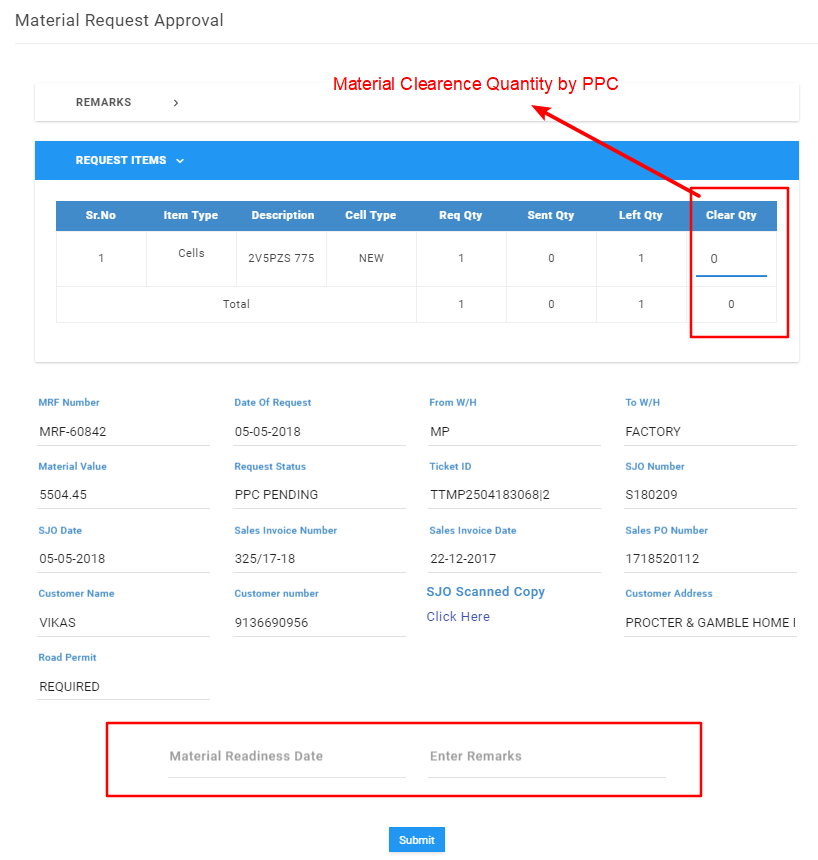 Material Request Approval
Material Clearence Quantity by PPC
REMARKS
REQUEST ITEMS
Sr.No Item Type Description Cell Type Req Qty Sent Qty Left Qty Clear Qty
1 Cells 2V5PZS 775 NEW 1 0 1 0
Total 1 0 1 0
MRF Number Date Of Request From W/H To W/H
MRF-60842 05-05-2018 MP FACTORY
Material Value Request Status Ticket ID SJO Number
5504.45 PPC PENDING TTMP2504183068|2 S180209
SJO Date Sales Invoice Number Sales Invoice Date Sales PO Number
05-05-2018 325/17-18 22-12-2017 1718520112
Customer Name Customer number SJO Scanned Copy Customer Address
VIKAS 9136690956 Click Here PROCTER & GAMBLE HOME
Road Permit
REQUIRED
Material Readiness Date Enter Remarks
Submit